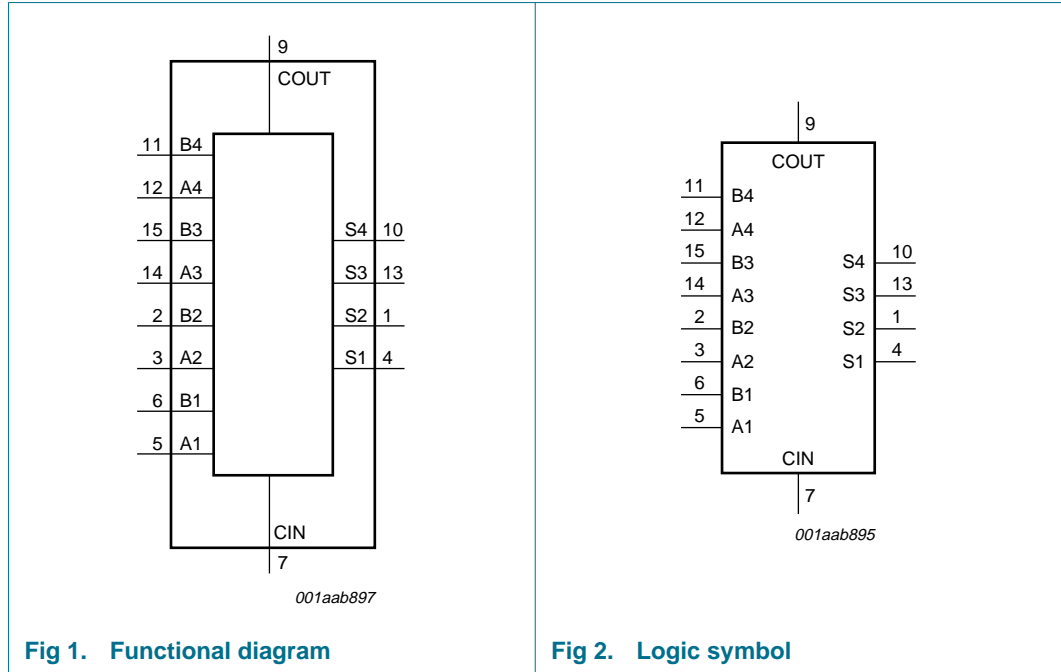 9
COUT
11 B4
12 A4
15 B3
14 A3
2 B2
3 A2
6 B1
5 A1
S4 10
S3 13
S2 1
S1 4
CIN
7
001aab897
Fig 1. Functional diagram
9
COUT
11 B4
12 A4
15 B3
14 A3
2 B2
3 A2
6 B1
5 A1
S4 10
S3 13
S2 1
S1 4
CIN
7
001aab895
Fig 2. Logic symbol